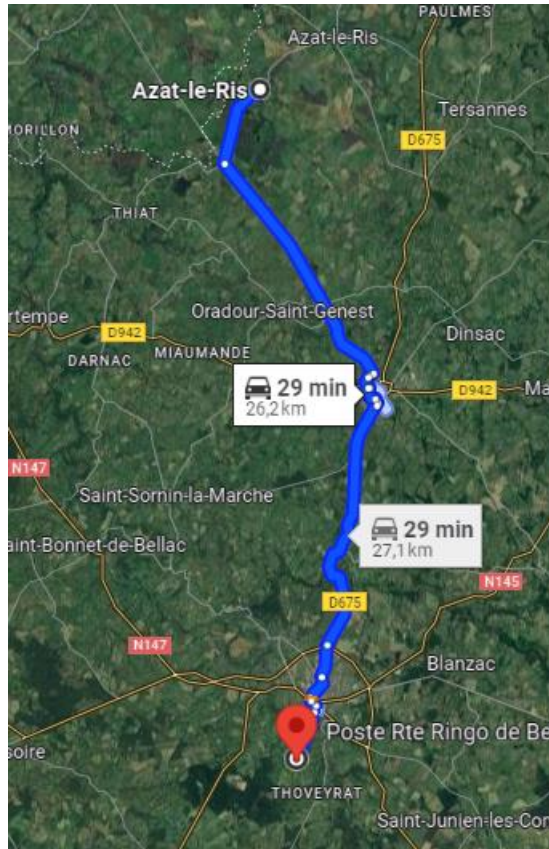 PAULMES
Azat-le-Ris
Azat-le-Ris
Tersannes
MORILLON
D675
THIAT
Oradour-Saint-Genest
rtempe
D942
Dinsac
DARNAC
MIAUMANDE
29 min
26,2 km
D942
Ma
N147
Saint-Sornin-la-Marche
29 min
27,1 km
aint-Bonnet-de-Bellac
N145
D675
N147
Blanzac
Poste Rte Ringo de Be
soire
THOVEYRAT
Saint-Junien-les-Com